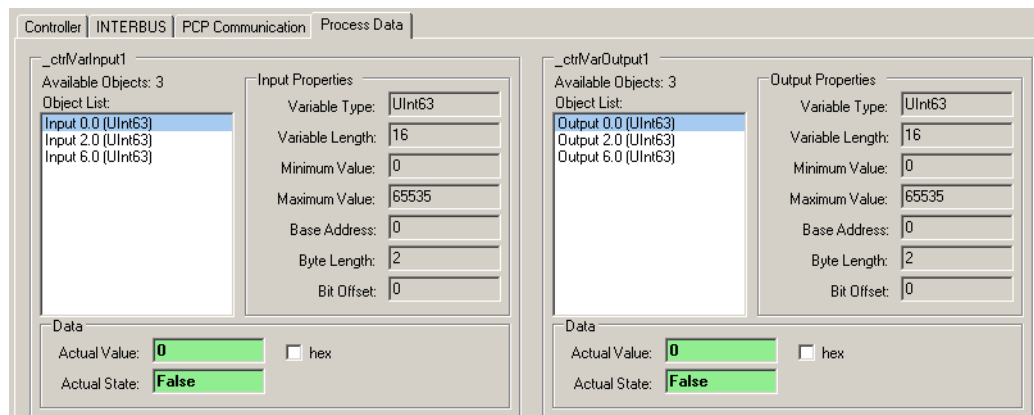 Controller INTERBUS PCP Communication Process Data
_ctrlVarInput1
Available Objects: 3
Object List:
Input 0.0 (UInt63)
Input 2.0 (UInt63)
Input 6.0 (UInt63)
Input Properties
Variable Type: UInt63
Variable Length: 16
Minimum Value: 0
Maximum Value: 65535
Base Address: 0
Byte Length: 2
Bit Offset: 0
Data
Actual Value: 0 hex
Actual State: False
_ctrlVarOutput1
Available Objects: 3
Object List:
Output 0.0 (UInt63)
Output 2.0 (UInt63)
Output 6.0 (UInt63)
Output Properties
Variable Type: UInt63
Variable Length: 16
Minimum Value: 0
Maximum Value: 65535
Base Address: 0
Byte Length: 2
Bit Offset: 0
Data
Actual Value: 0 hex
Actual State: False